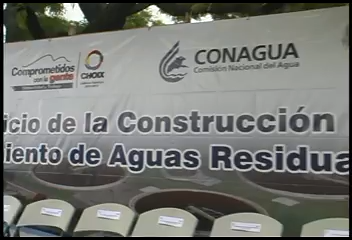 Comprometidos
con la gente
CHOIX
CONAGUA
Comisión Nacional del Agua
icio de la Construcción
iento de Aguas Residua